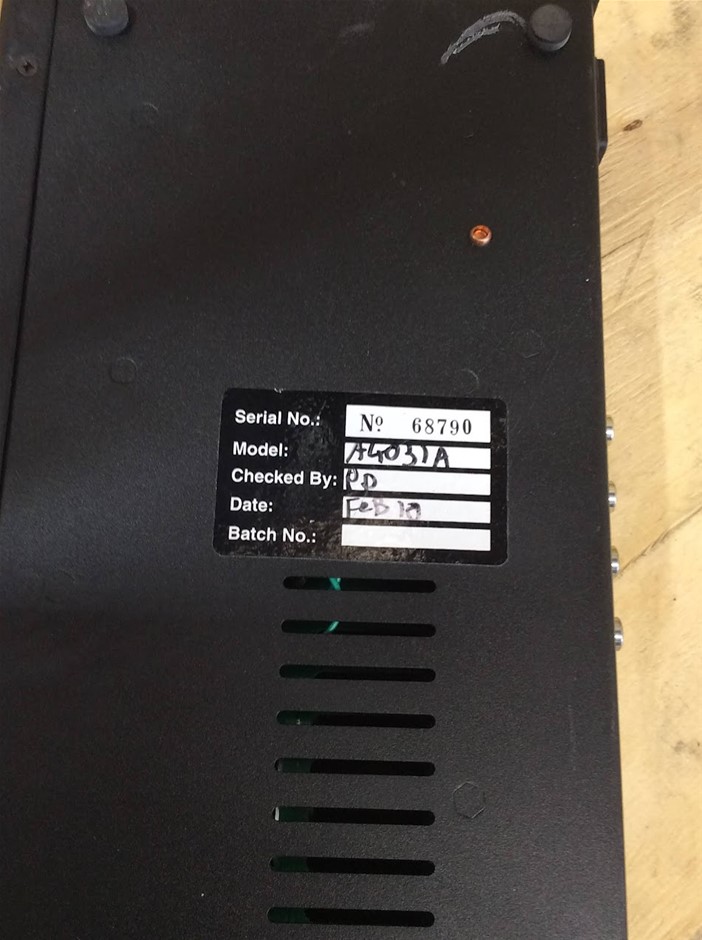 Serial No.: Nº 68790
Model: A4031A
Checked By: PD
Date: FeB 10
Batch No.: